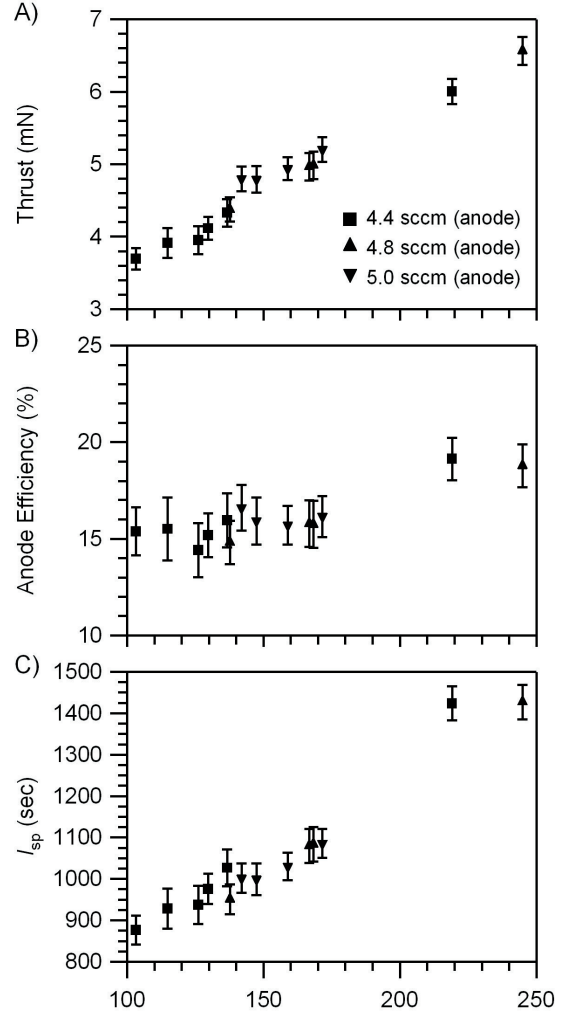 A)
7
6
5
4
3
Thrust (mN)
4.4 sccm (anode)
4.8 sccm (anode)
5.0 sccm (anode)
B)
25
20
15
10
Anode Efficiency (%)
C)
1500
1400
1300
1200
1100
1000
900
800
Isp (sec)
100 150 200 250